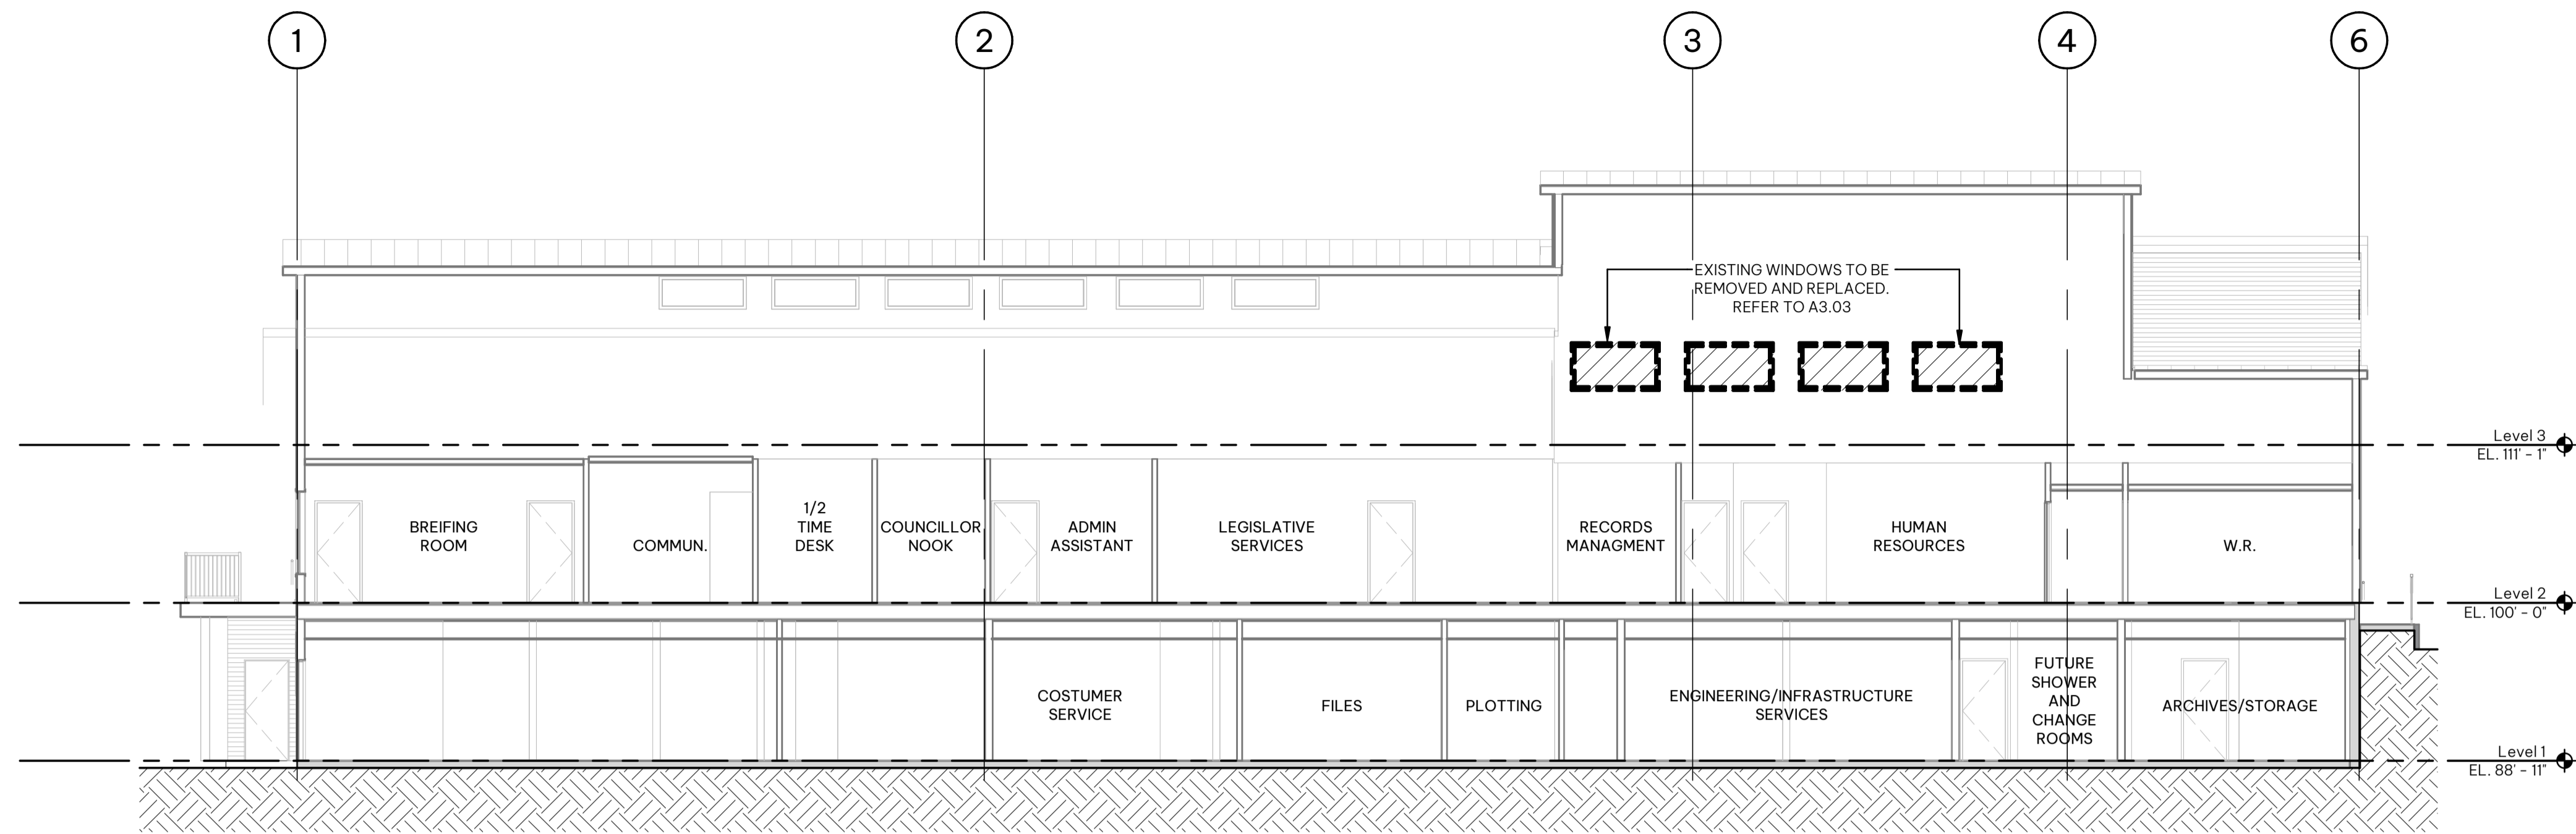 1
2
3
4
6
EXISTING WINDOWS TO BE
REMOVED AND REPLACED.
REFER TO A3.03
Level 3
EL. 111' - 1"
BREIFING
ROOM
COMMUN.
1/2
TIME
DESK
COUNCILLOR
NOOK
ADMIN
ASSISTANT
LEGISLATIVE
SERVICES
RECORDS
MANAGMENT
HUMAN
RESOURCES
W.R.
Level 2
EL. 100' - 0"
COSTUMER
SERVICE
FILES
PLOTTING
ENGINEERING/INFRASTRUCTURE
SERVICES
FUTURE
SHOWER
AND
CHANGE
ROOMS
ARCHIVES/STORAGE
Level 1
EL. 88' - 11"